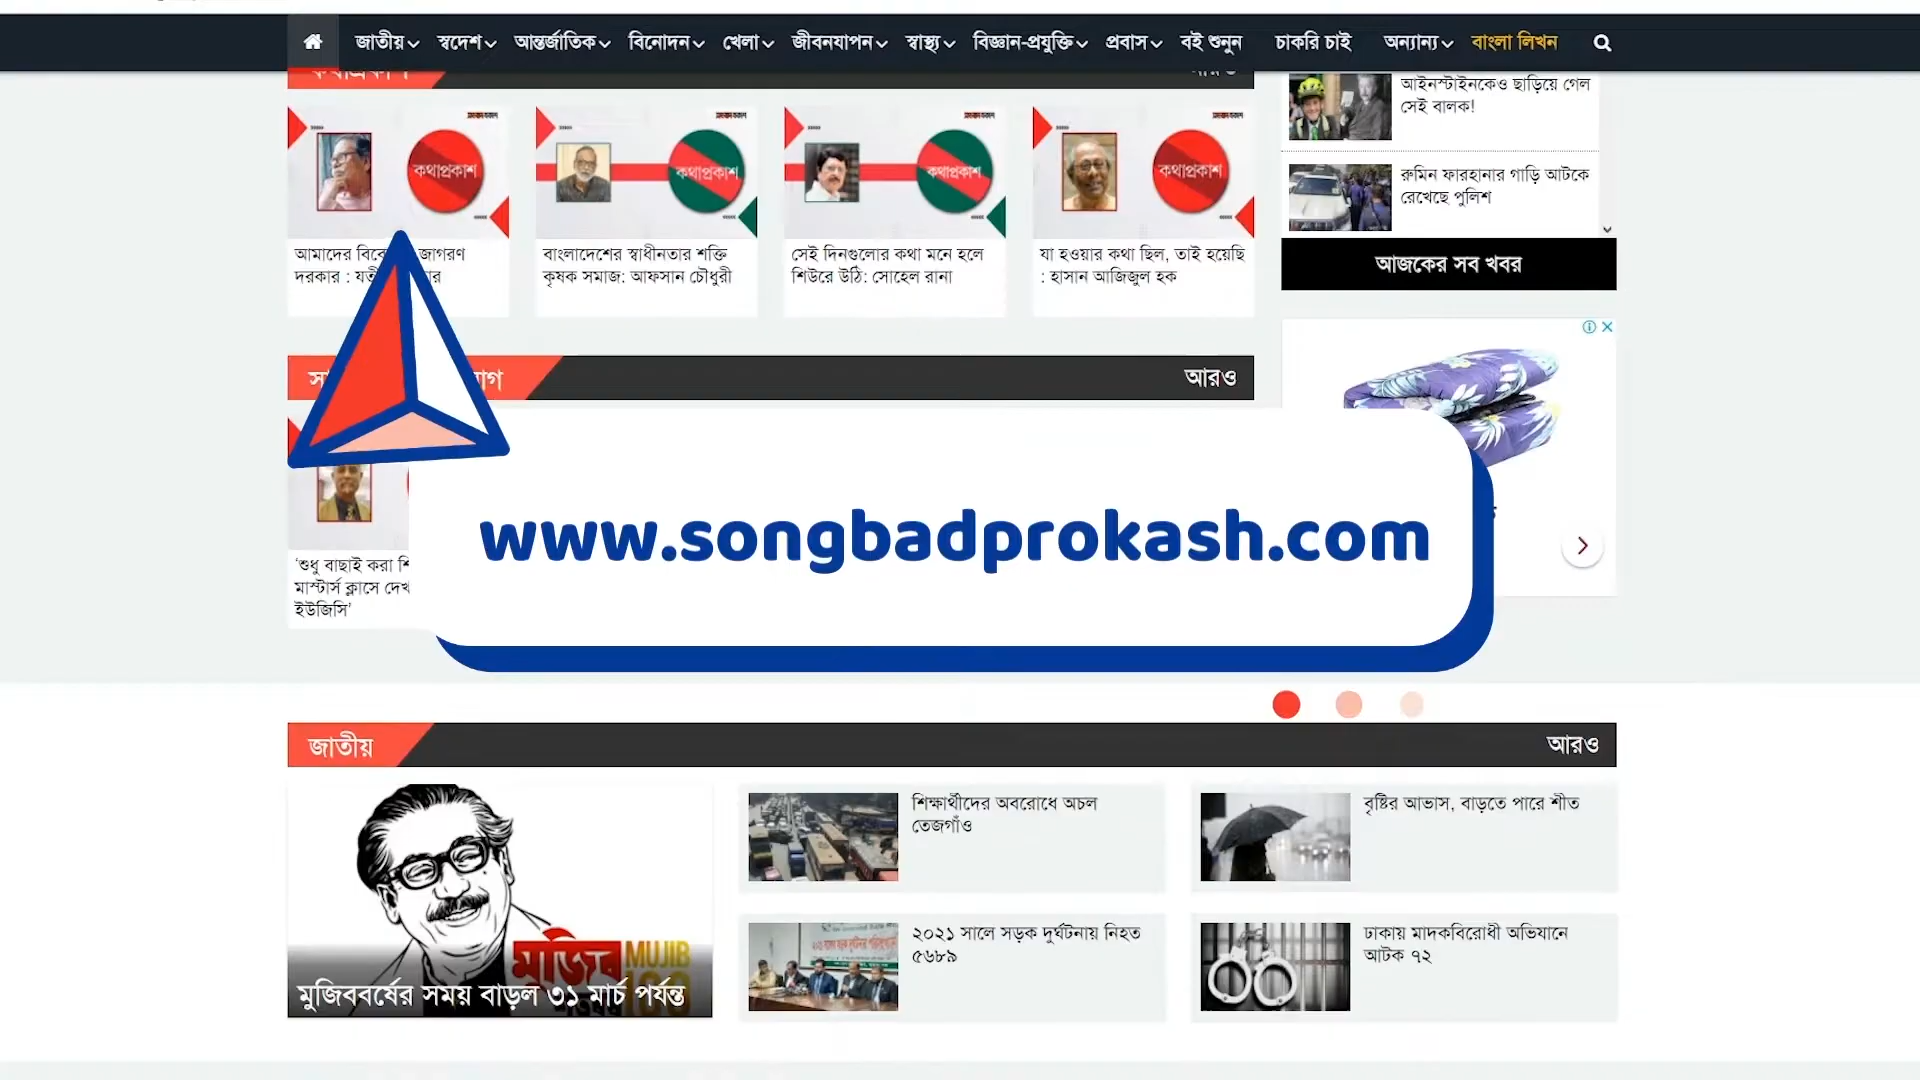 জাতীয় স্বদেশ আন্তর্জাতিক বিনোদন খেলা জীবনযাপন স্বাস্থ্য বিজ্ঞান-প্রযুক্তি প্রবাস বই শুনুন চাকরি চাই অন্যান্য বাংলা লিখন
কথাপ্রকাশ
কথাপ্রকাশ
কথাপ্রকাশ
কথাপ্রকাশ
কথাপ্রকাশ
জাগরণ
দরকার :
বাংলাদেশের স্বাধীনতার শক্তি
কৃষক সমাজ: আফসান চৌধুরী
সেই দিনগুলোর কথা মনে হলে
শিউরে উঠি: সোহেল রানা
যা হওয়ার কথা ছিল, তাই হয়েছি
: হাসান আজিজুল হক
আইনস্টাইনকেও ছাড়িয়ে গেল
সেই বালক!
রুমিন ফারহানার গাড়ি আটকে
রেখেছে পুলিশ
আজকের সব খবর
আরও
www.songbadprokash.com
‘শুধু বাছাই করা
মাস্টার্স ক্লাসে
ইউজিসি’
জাতীয়
আরও
মুজিব MUJIB
100
মুজিববর্ষের সময় বাড়ল ৩১ মার্চ পর্যন্ত
শিক্ষার্থীদের অবরোধে অচল
তেজগাঁও
বৃষ্টির আভাস, বাড়তে পারে শীত
২০২১ সালে সড়ক দুর্ঘটনায় নিহত
৫৬৮৯
ঢাকায় মাদকবিরোধী অভিযানে
আটক ৭২